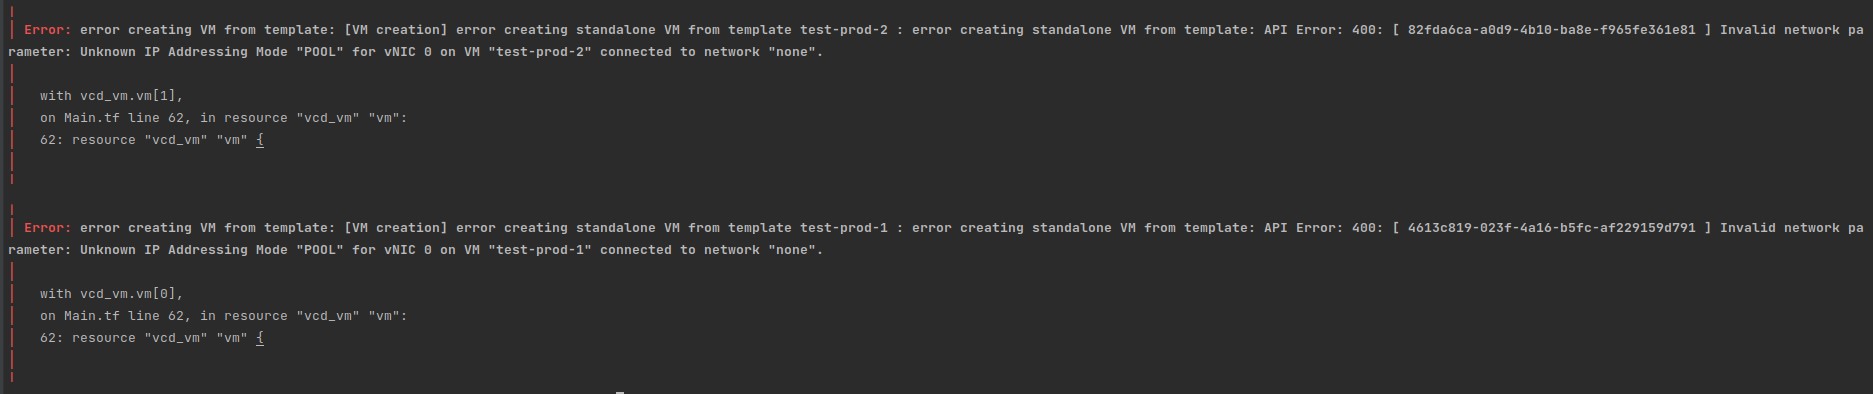 Error: error creating VM from template: [VM creation] error creating standalone VM from template test-prod-2 : error creating standalone VM from template: API Error: 400: [ 82fda6ca-a0d9-4b10-ba8e-f965fe361e81 ] Invalid network pa
rameter: Unknown IP Addressing Mode "POOL" for vNIC 0 on VM "test-prod-2" connected to network "none".
with vcd_vm.vm[1],
on Main.tf line 62, in resource "vcd_vm" "vm":
62: resource "vcd_vm" "vm" {
Error: error creating VM from template: [VM creation] error creating standalone VM from template test-prod-1 : error creating standalone VM from template: API Error: 400: [ 4613c819-023f-4a16-b5fc-af229159d791 ] Invalid network pa
rameter: Unknown IP Addressing Mode "POOL" for vNIC 0 on VM "test-prod-1" connected to network "none".
with vcd_vm.vm[0],
on Main.tf line 62, in resource "vcd_vm" "vm":
62: resource "vcd_vm" "vm" {